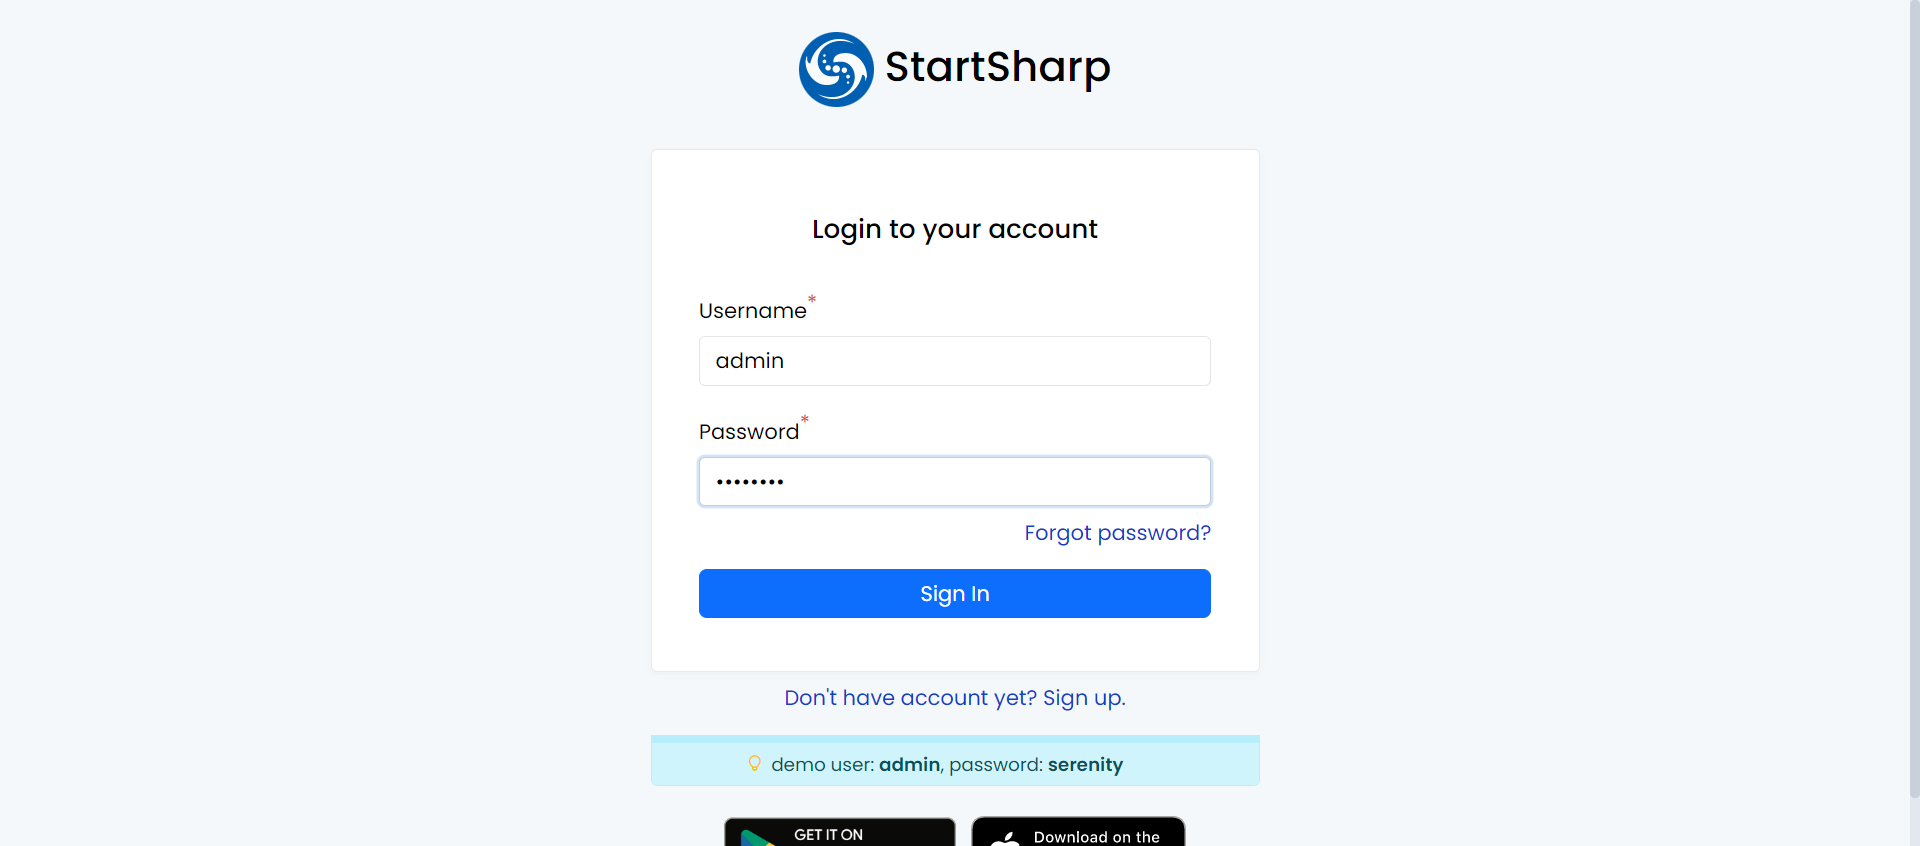 StartSharp
Login to your account
Username*
admin
Password*
••••••••
Forgot password?
Sign In
Don't have account yet? Sign up.
demo user: admin, password: serenity
GET IT ON
Download on the